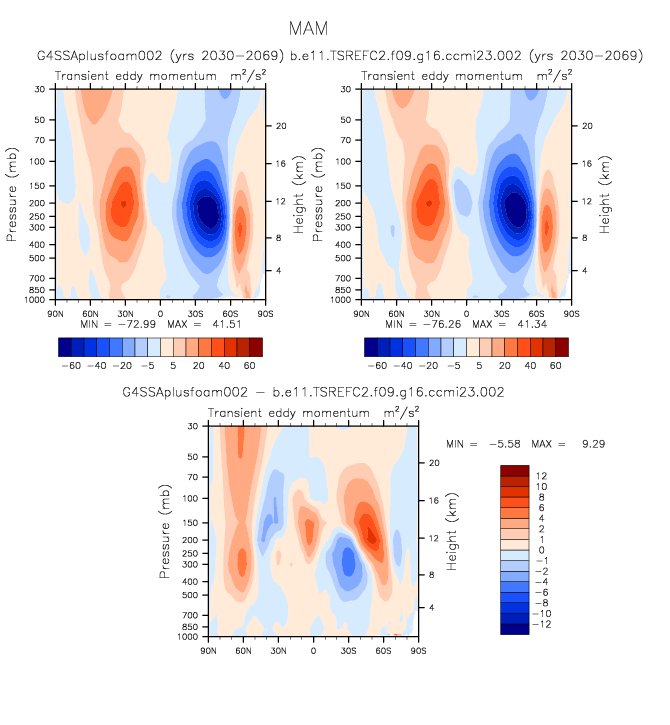 MAM
G4SSAplusfoam002 (yrs 2030-2069) b.e11.TSREFC2.f09.g16.ccmi23.002 (yrs 2030-2069)
Transient eddy momentum m²/s² Transient eddy momentum m²/s²
Pressure (mb) 30 50 70 100 150 200 250 300 400 500 700 850 1000
20 16 12 8 4 Height (km)
Pressure (mb) 30 50 70 100 150 200 250 300 400 500 700 850 1000
20 16 12 8 4 Height (km)
90N 60N 30N 0 30S 60S 90S 90N 60N 30N 0 30S 60S 90S
MIN = -72.99 MAX = 41.51 MIN = -76.26 MAX = 41.34
-60 -40 -20 -5 5 20 40 60 -60 -40 -20 -5 5 20 40 60
G4SSAplusfoam002 - b.e11.TSREFC2.f09.g16.ccmi23.002
Transient eddy momentum m²/s²
MIN = -5.58 MAX = 9.29
Pressure (mb) 30 50 70 100 150 200 250 300 400 500 700 850 1000
20 16 12 8 4 Height (km)
90N 60N 30N 0 30S 60S 90S
12
10
8
6
4
2
1
0
-1
-2
-4
-6
-8
-10
-12